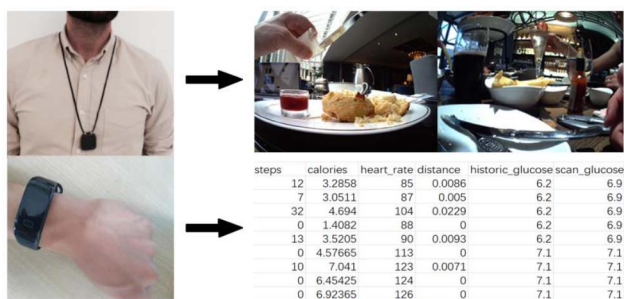 steps calories heart_rate distance historic_glucose scan_glucose
12 3.2858 85 0.0086 6.2 6.9
7 3.0511 87 0.005 6.2 6.9
32 4.694 104 0.0229 6.2 6.9
0 1.4082 88 0 6.2 6.9
13 3.5205 90 0.0093 6.2 6.9
0 4.57665 113 0 7.1 7.1
10 7.041 123 0.0071 7.1 7.1
0 6.45425 124 0 7.1 7.1
0 6.92365 126 0 7.1 7.1